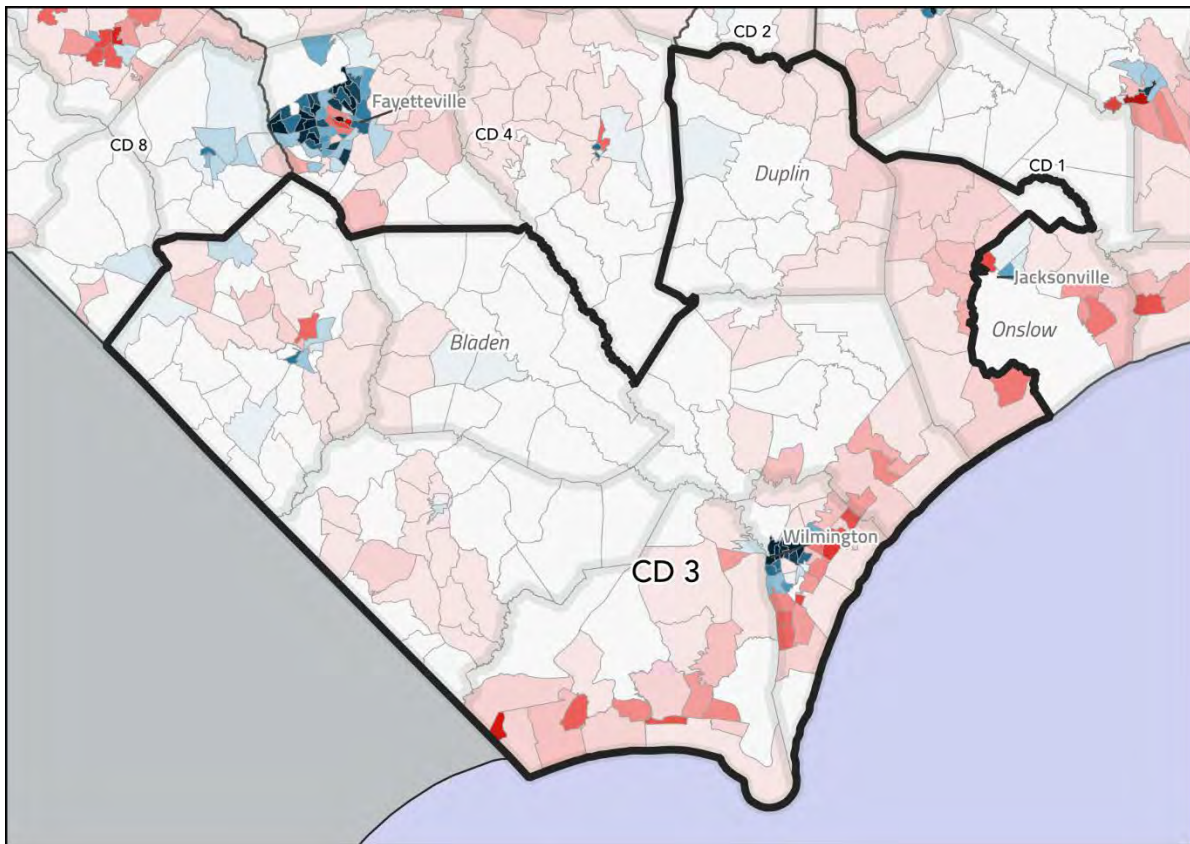 CD 2
Fayetteville
CD 4
CD 8
CD 1
Duplin
Jacksonville
Onslow
Bladen
Wilmington
CD 3